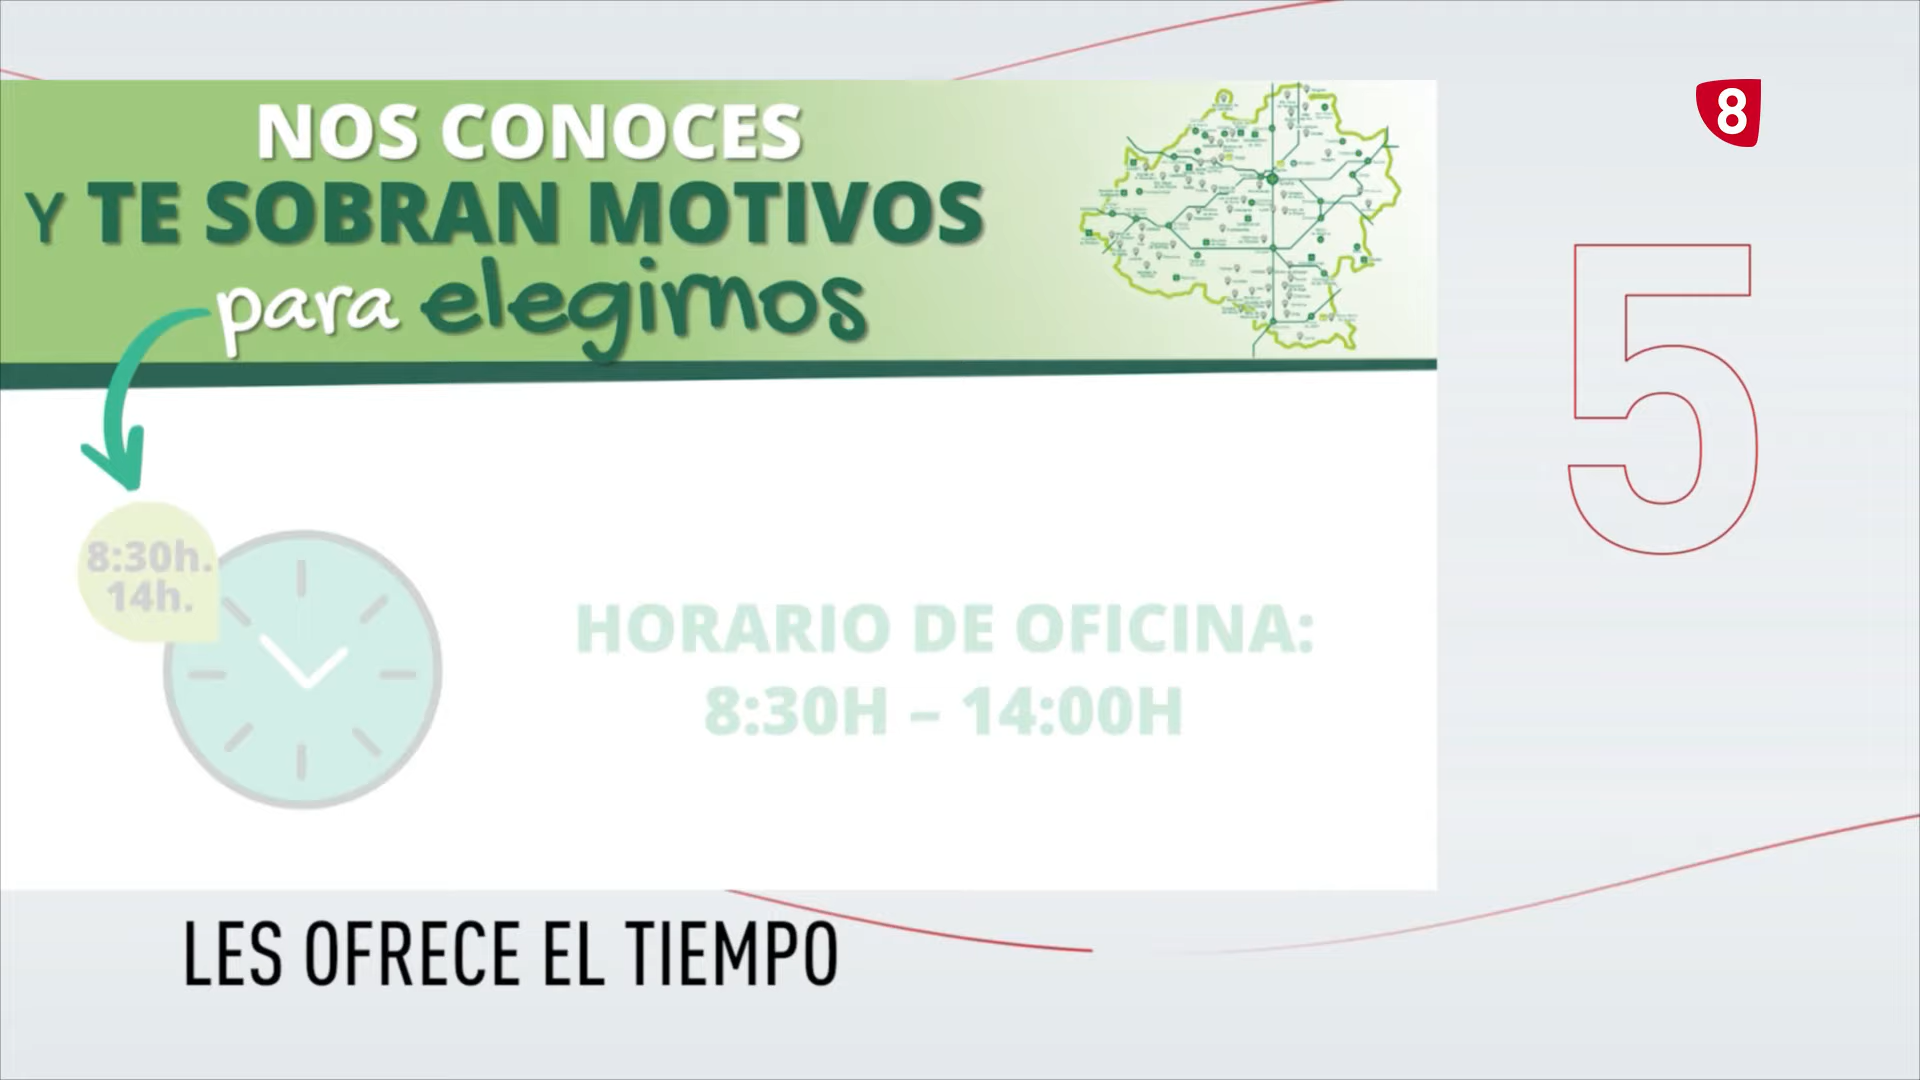 NOS CONOCES
Y TE SOBRAN MOTIVOS
para elegirnos
8:30h.
14h.
HORARIO DE OFICINA:
8:30H – 14:00H
LES OFRECE EL TIEMPO
8
5